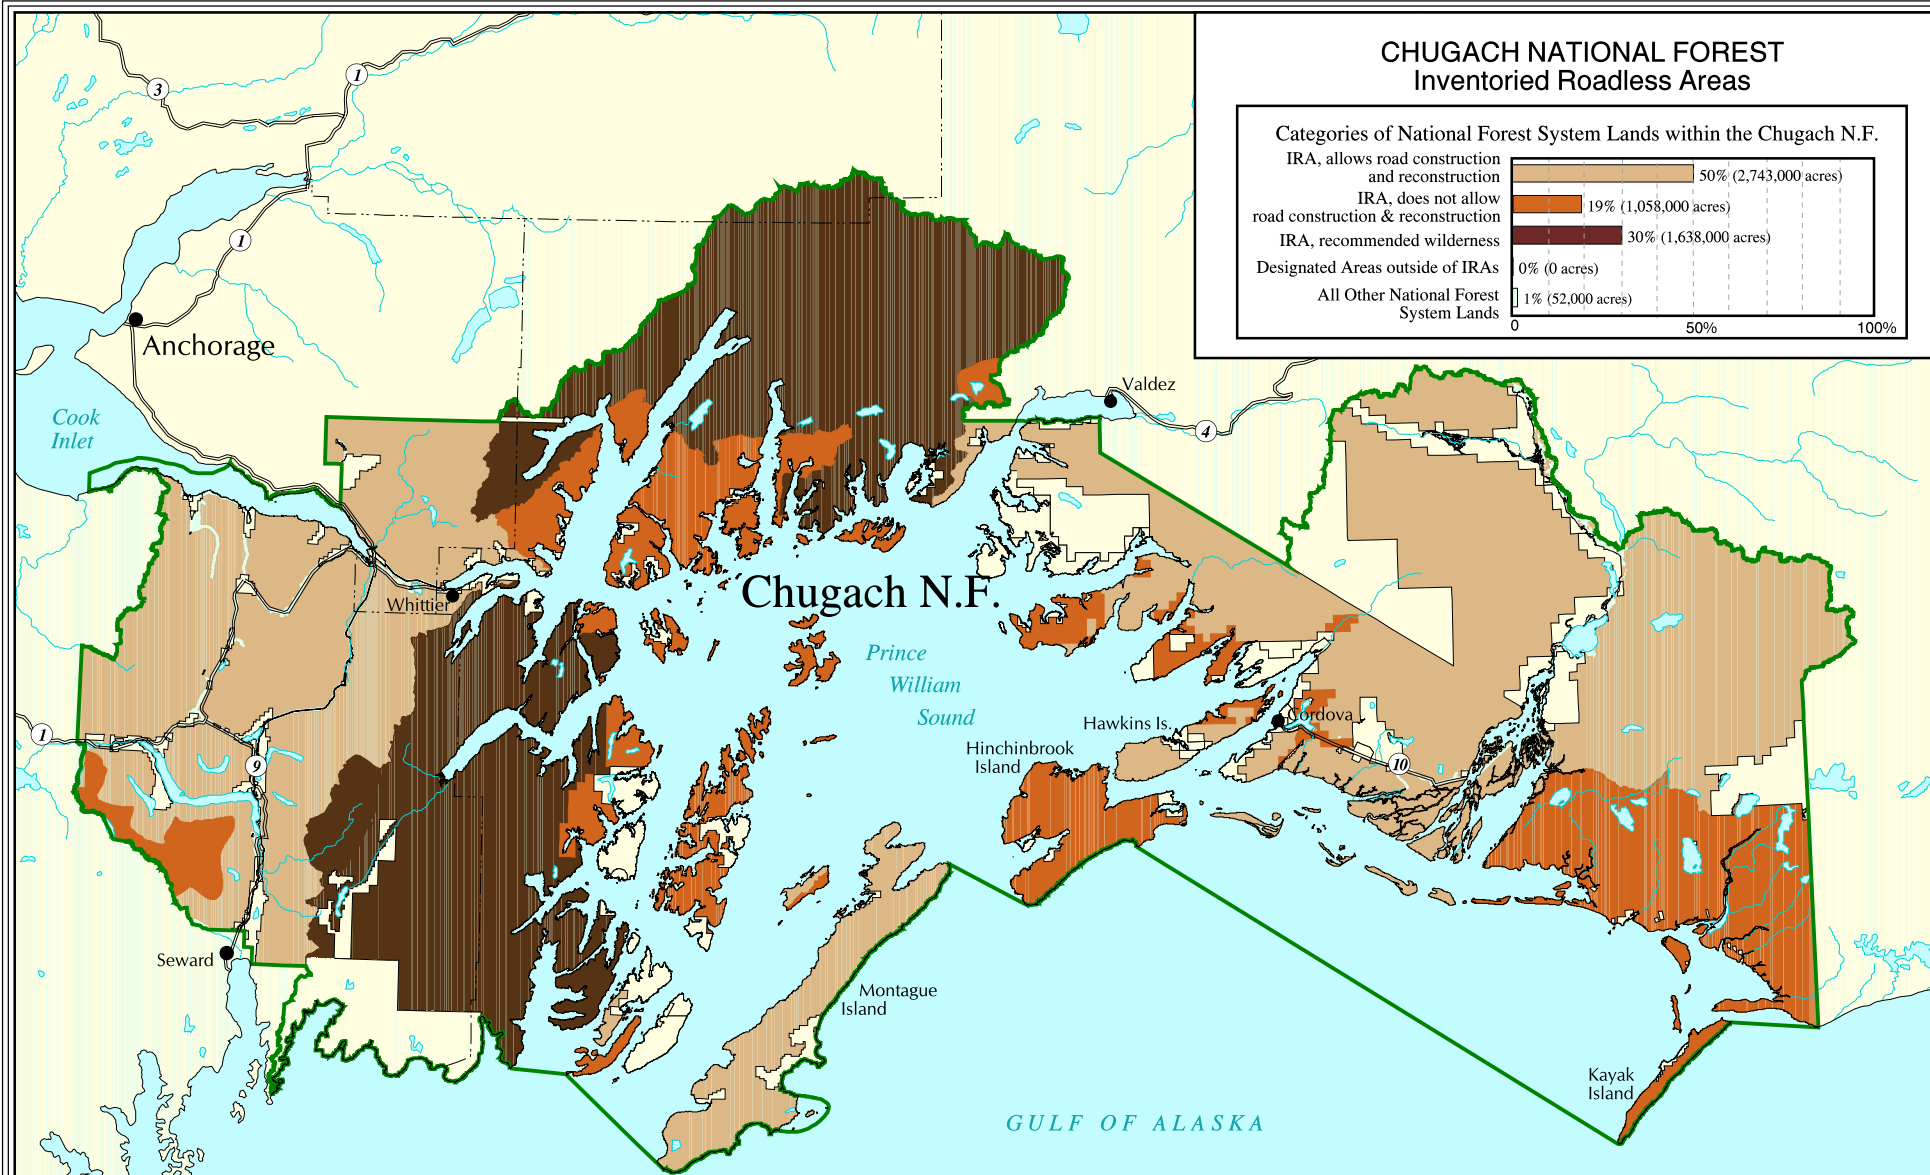 CHUGACH NATIONAL FOREST
Inventoried Roadless Areas
Categories of National Forest System Lands within the Chugach N.F.
IRA, allows road construction
and reconstruction
50% (2,743,000 acres)
IRA, does not allow
road construction & reconstruction
19% (1,058,000 acres)
IRA, recommended wilderness
30% (1,638,000 acres)
Designated Areas outside of IRAs
0% (0 acres)
All Other National Forest
System Lands
1% (52,000 acres)
0
50%
100%
3
1
1
Anchorage
Cook
Inlet
Valdez
4
Whittier
Chugach N.F.
Prince
William
Sound
Hawkins Is.
Cordova
Hinchinbrook
Island
1
9
10
Seward
Montague
Island
Kayak
Island
GULF OF ALASKA